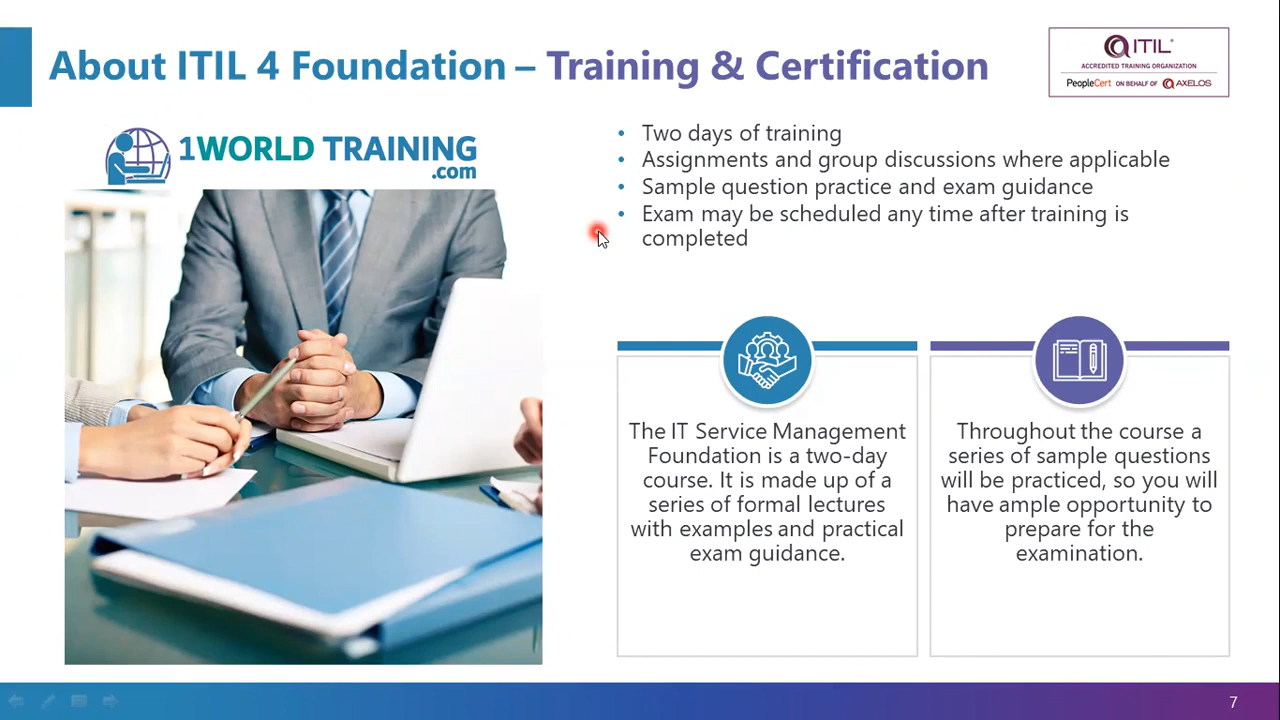 About ITIL 4 Foundation – Training & Certification
ITIL®
ACCREDITED TRAINING ORGANIZATION
PeopleCert ON BEHALF OF AXELOS
1WORLD TRAINING
.com
• Two days of training
• Assignments and group discussions where applicable
• Sample question practice and exam guidance
• Exam may be scheduled any time after training is
completed
The IT Service Management
Foundation is a two-day
course. It is made up of a
series of formal lectures
with examples and practical
exam guidance.
Throughout the course a
series of sample questions
will be practiced, so you will
have ample opportunity to
prepare for the
examination.
7